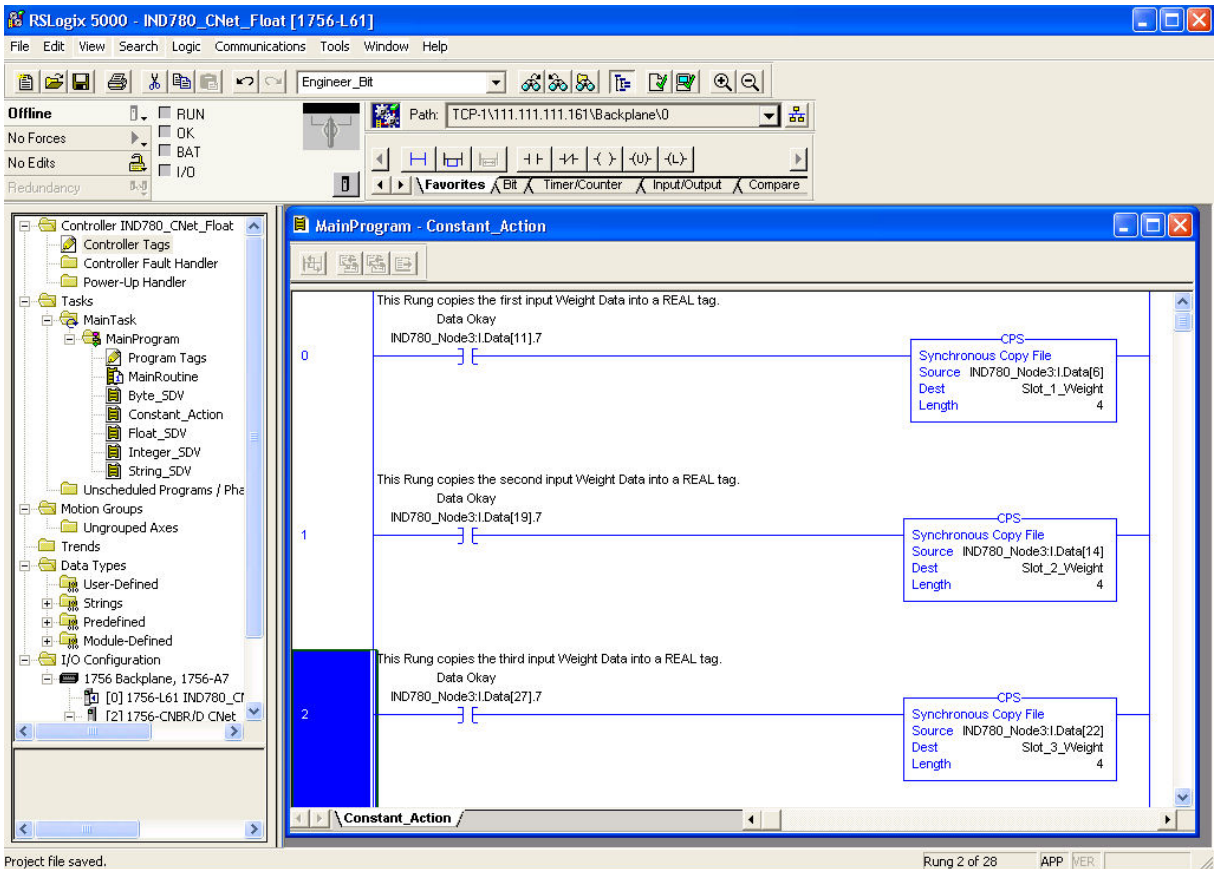 RSLogix 5000 - IND780_CNet_Float [1756-L61]
File Edit View Search Logic Communications Tools Window Help
Engineer_Bit
Offline
RUN
No Forces
OK
No Edits
BAT
Redundancy
I/O
Path: TCP-1\111.111.111.161\Backplane\0
Favorites Bit Timer/Counter Input/Output Compare
Controller IND780_CNet_Float
Controller Tags
Controller Fault Handler
Power-Up Handler
Tasks
MainTask
MainProgram
Program Tags
MainRoutine
Byte_SDV
Constant_Action
Float_SDV
Integer_SDV
String_SDV
Unscheduled Programs / Pha
Motion Groups
Ungrouped Axes
Trends
Data Types
User-Defined
Strings
Predefined
Module-Defined
I/O Configuration
1756 Backplane, 1756-A7
[0] 1756-L61 IND780_CN
[2] 1756-CNBR/D CNet
MainProgram - Constant_Action
This Rung copies the first input Weight Data into a REAL tag.
Data Okay
IND780_Node3:I.Data[11].7
0
CPS
Synchronous Copy File
Source IND780_Node3:I.Data[6]
Dest Slot_1_Weight
Length 4
This Rung copies the second input Weight Data into a REAL tag.
Data Okay
IND780_Node3:I.Data[19].7
1
CPS
Synchronous Copy File
Source IND780_Node3:I.Data[14]
Dest Slot_2_Weight
Length 4
This Rung copies the third input Weight Data into a REAL tag.
Data Okay
IND780_Node3:I.Data[27].7
2
CPS
Synchronous Copy File
Source IND780_Node3:I.Data[22]
Dest Slot_3_Weight
Length 4
Constant_Action
Project file saved.
Rung 2 of 28
APP
VER